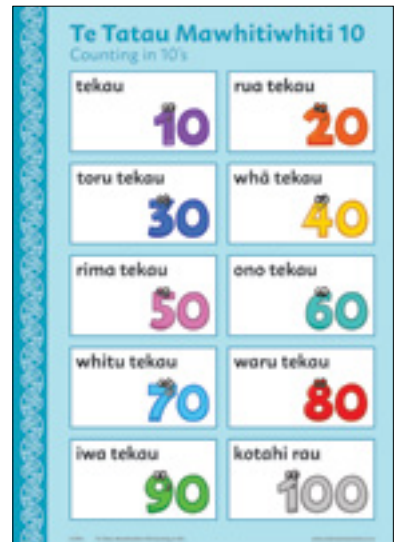 Te Tatau Mawhitiwhiti 10
Counting in 10's
tekau
10
rua tekau
20
toru tekau
30
whā tekau
40
rima tekau
50
ono tekau
60
whitu tekau
70
waru tekau
80
iwa tekau
90
kotahi rau
100